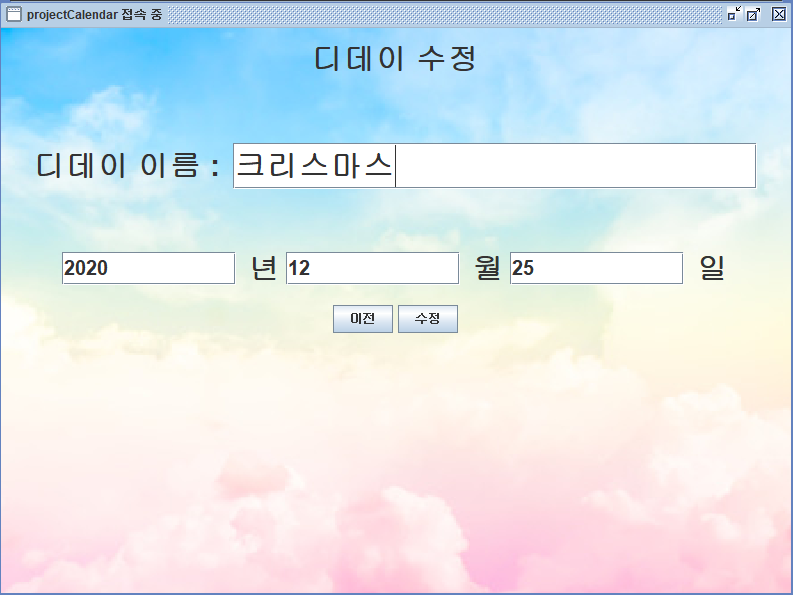 projectCalendar 접속 중
디데이 수정
디데이 이름 : 크리스마스
2020 년 12 월 25 일
이전 수정